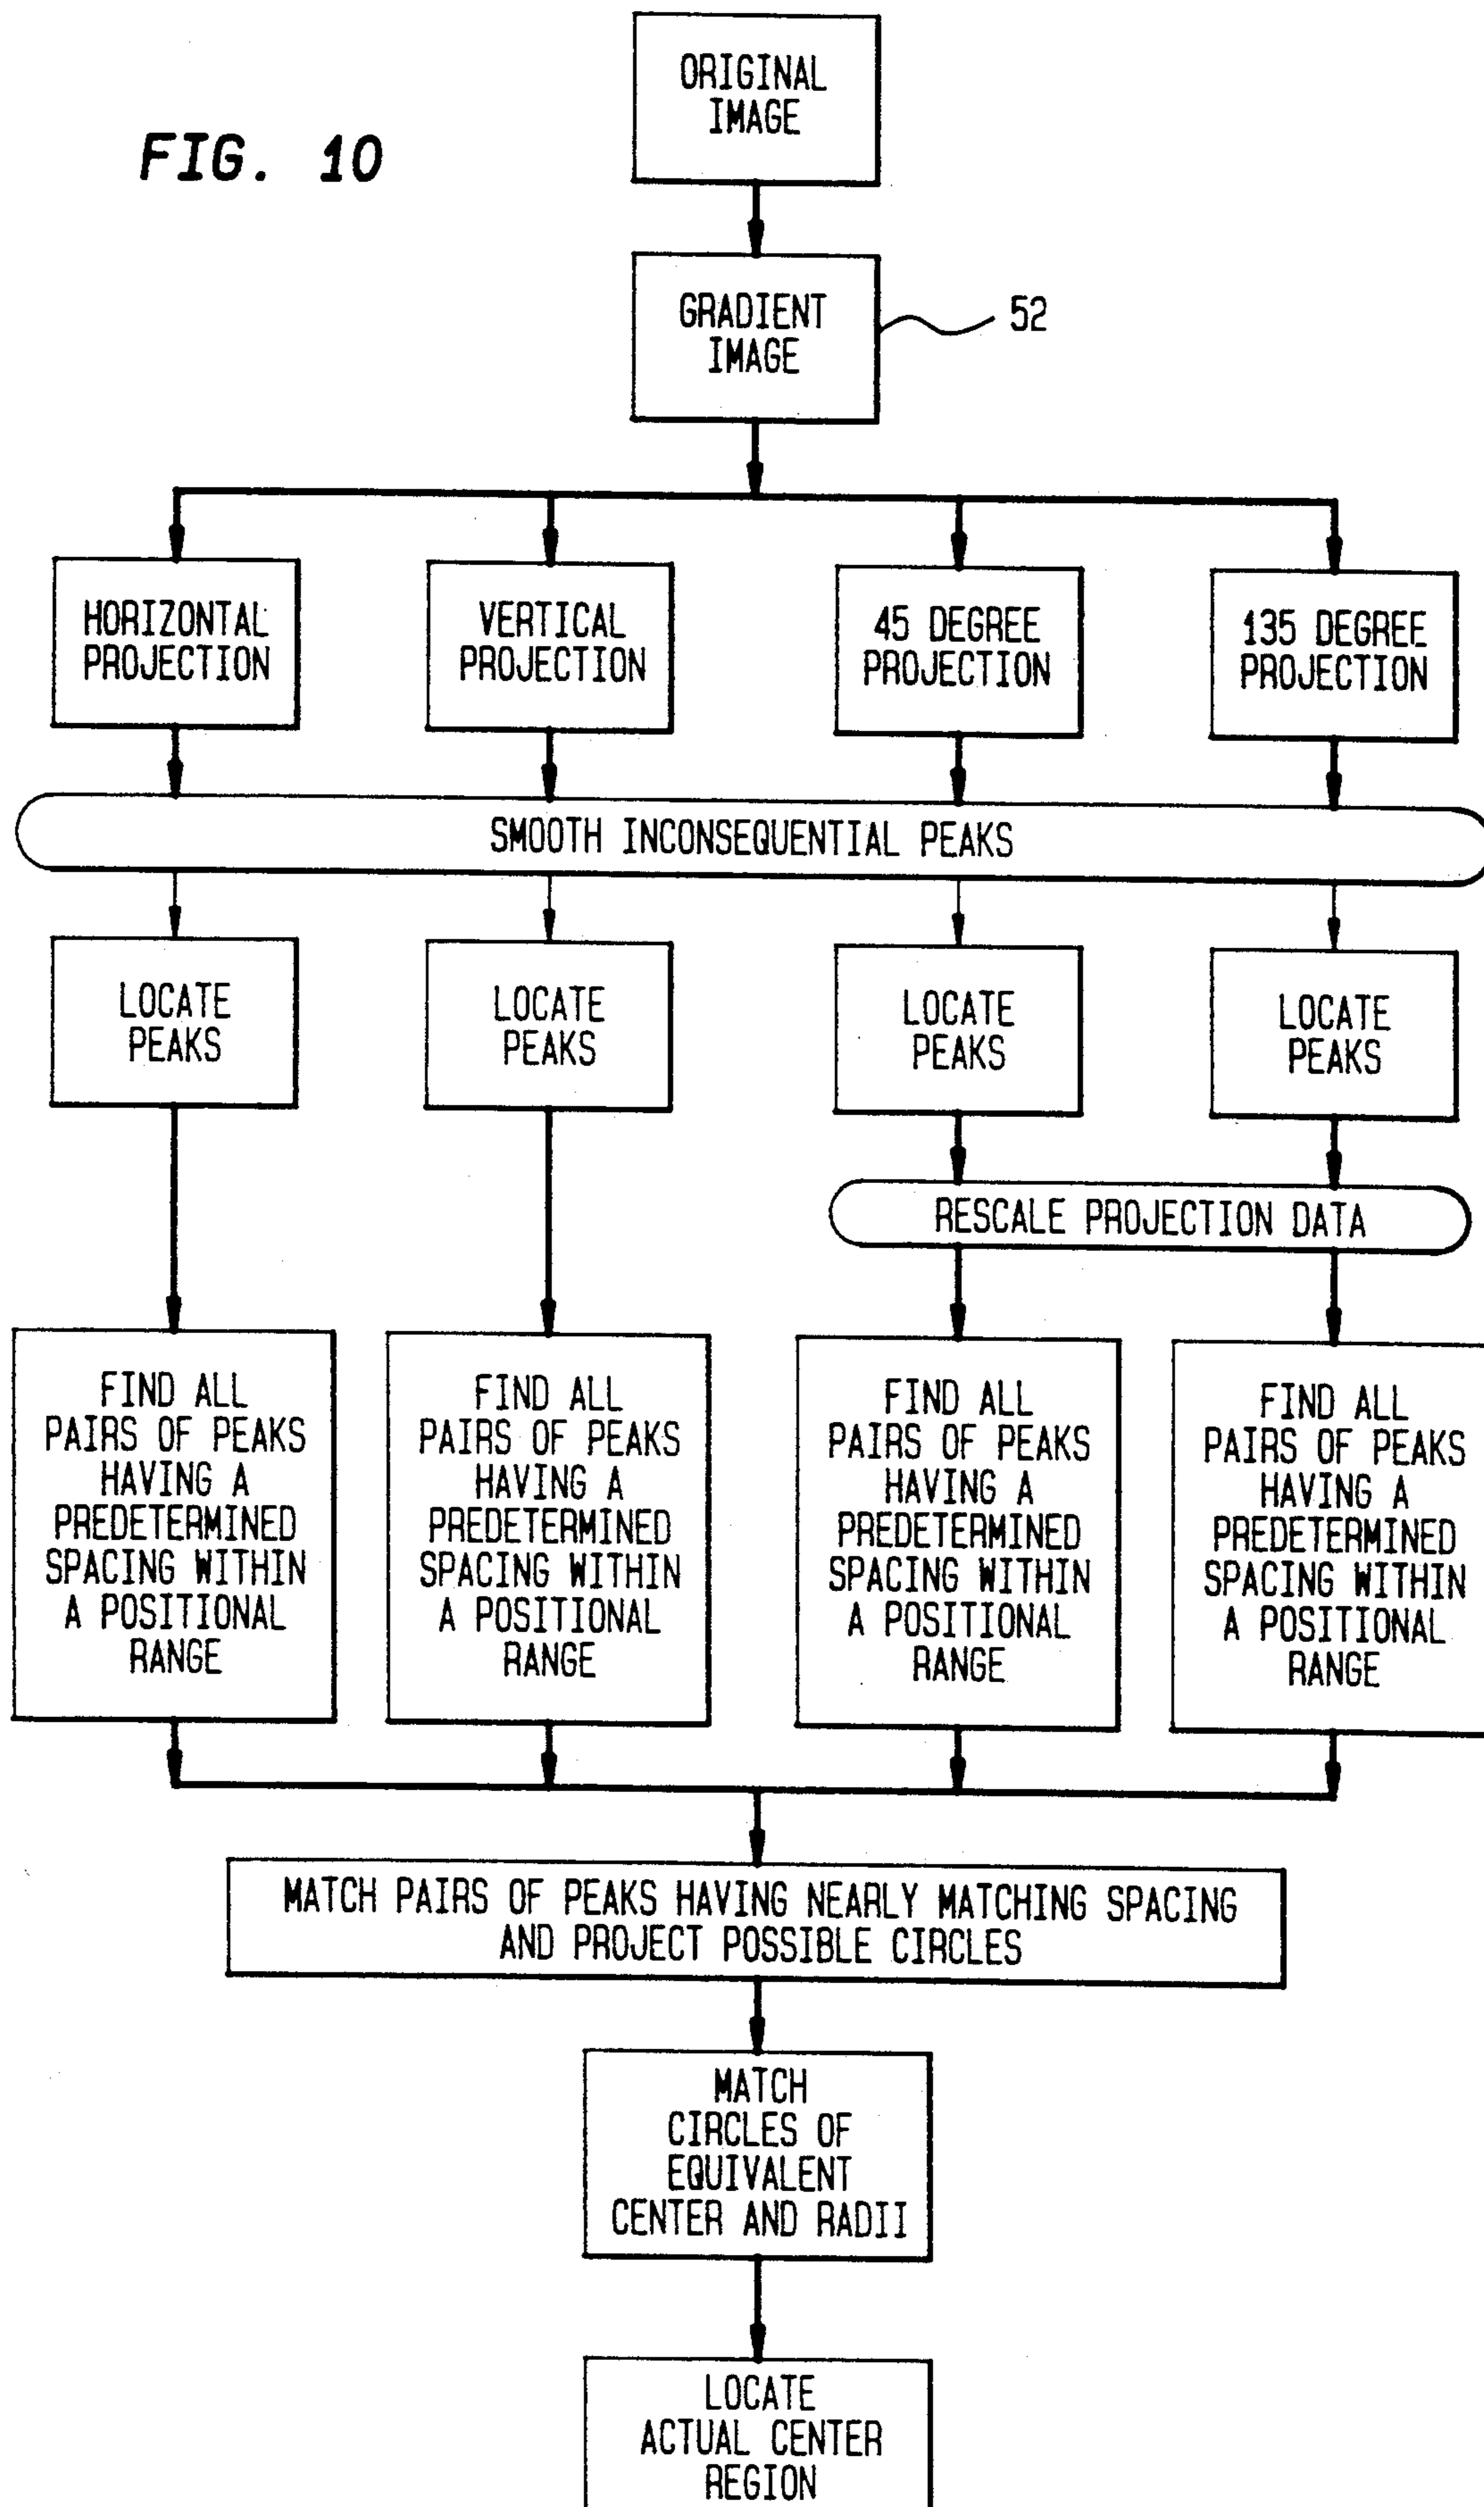 FIG. 10
ORIGINAL
IMAGE
GRADIENT
IMAGE
52
HORIZONTAL
PROJECTION
VERTICAL
PROJECTION
45 DEGREE
PROJECTION
135 DEGREE
PROJECTION
SMOOTH INCONSEQUENTIAL PEAKS
LOCATE
PEAKS
LOCATE
PEAKS
LOCATE
PEAKS
LOCATE
PEAKS
RESCALE PROJECTION DATA
FIND ALL
PAIRS OF PEAKS
HAVING A
PREDETERMINED
SPACING WITHIN
A POSITIONAL
RANGE
FIND ALL
PAIRS OF PEAKS
HAVING A
PREDETERMINED
SPACING WITHIN
A POSITIONAL
RANGE
FIND ALL
PAIRS OF PEAKS
HAVING A
PREDETERMINED
SPACING WITHIN
A POSITIONAL
RANGE
FIND ALL
PAIRS OF PEAKS
HAVING A
PREDETERMINED
SPACING WITHIN
A POSITIONAL
RANGE
MATCH PAIRS OF PEAKS HAVING NEARLY MATCHING SPACING
AND PROJECT POSSIBLE CIRCLES
MATCH
CIRCLES OF
EQUIVALENT
CENTER AND RADII
LOCATE
ACTUAL CENTER
REGION